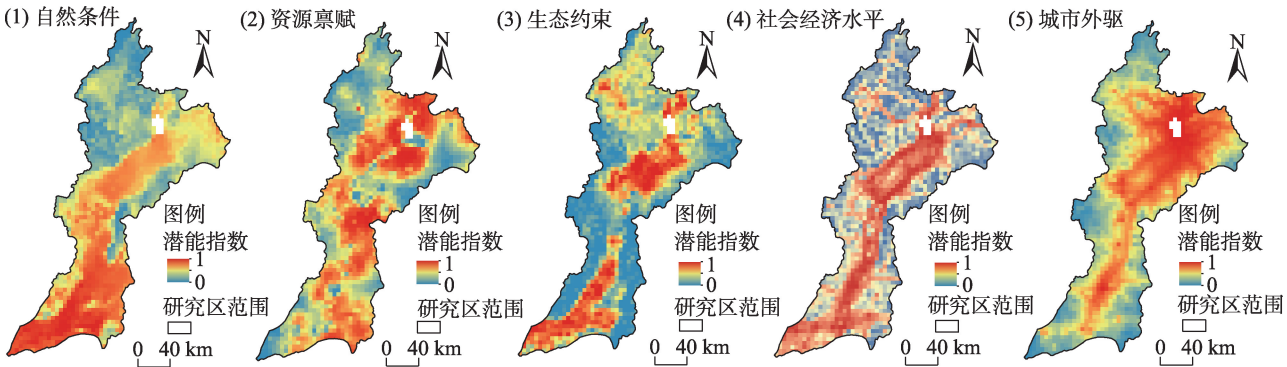 (1) 自然条件
N
图例
潜能指数
1
0
研究区范围
0 40 km
(2) 资源禀赋
N
图例
潜能指数
1
0
研究区范围
0 40 km
(3) 生态约束
N
图例
潜能指数
1
0
研究区范围
0 40 km
(4) 社会经济水平
N
图例
潜能指数
1
0
研究区范围
0 40 km
(5) 城市外驱
N
图例
潜能指数
1
0
研究区范围
0 40 km